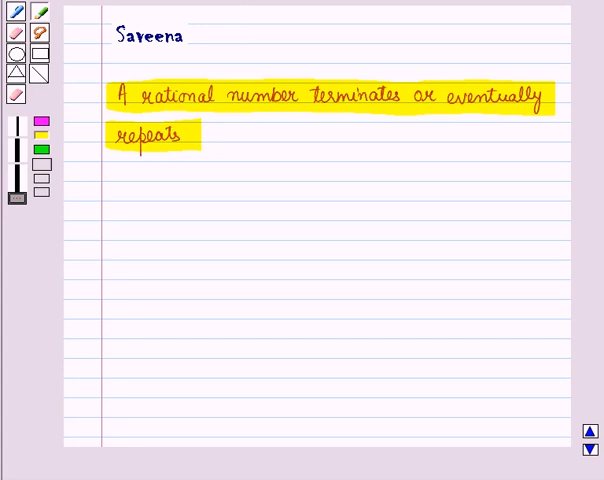 Saveena
A rational number terminates or eventually
repeats